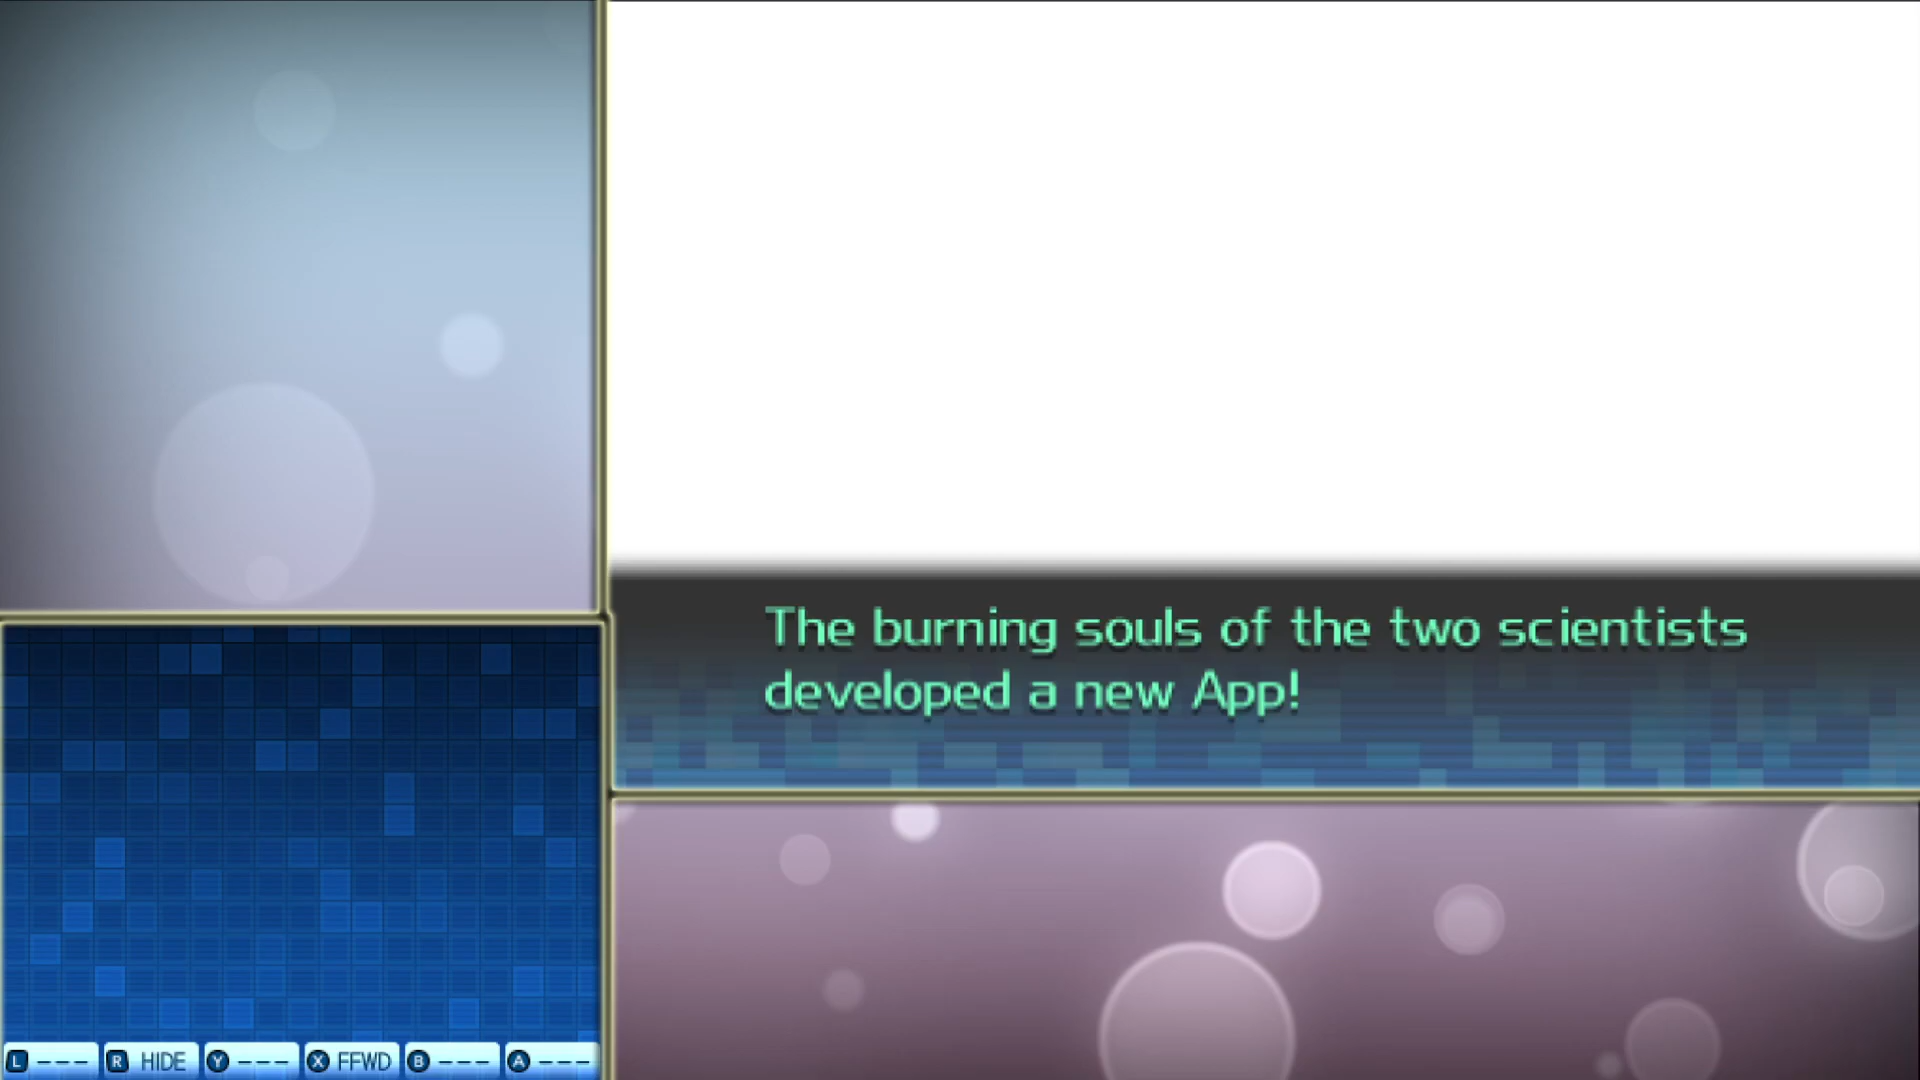 The burning souls of the two scientists
developed a new App!
L --- R HIDE Y --- X FFWD B --- A ---